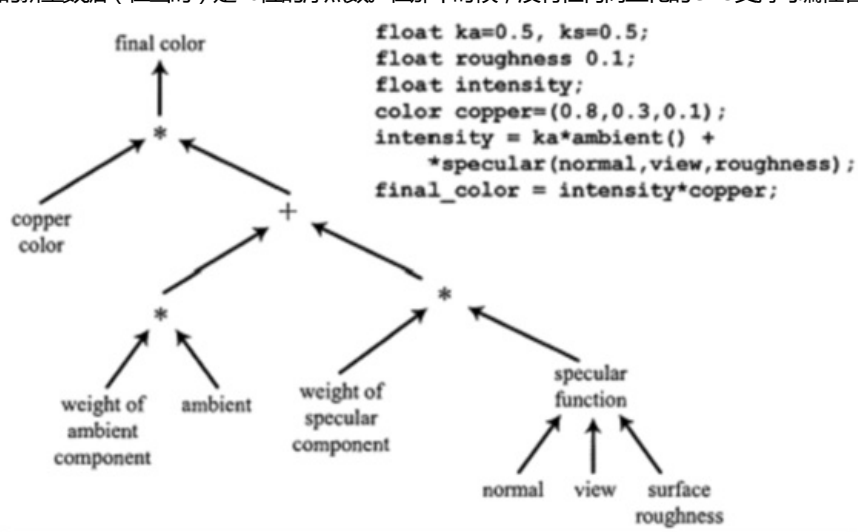 final color
*
copper
color
+
*
weight of
ambient
component
ambient
*
weight of
specular
component
specular
function
normal
view
surface
roughness
float ka=0.5, ks=0.5;
float roughness 0.1;
float intensity;
color copper=(0.8,0.3,0.1);
intensity = ka*ambient() +
*specular(normal,view,roughness);
final_color = intensity*copper;